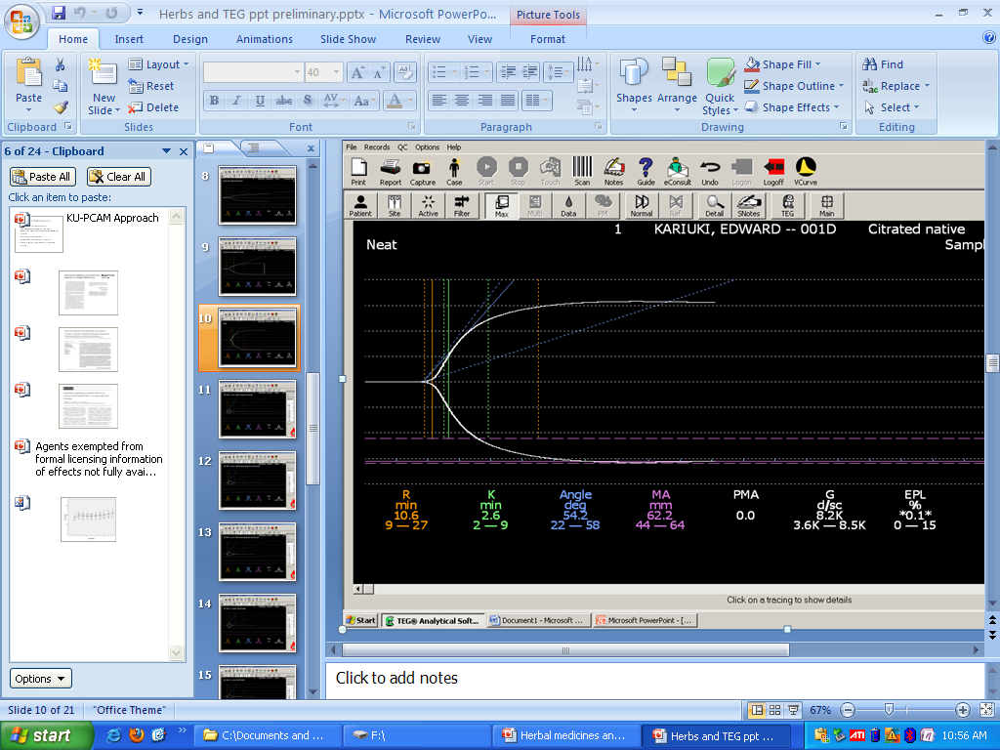 Herbs and TEG ppt preliminary.pptx - Microsoft PowerPo...
Picture Tools
Home Insert Design Animations Slide Show Review View Format
Paste
Clipboard
New
Slide
Layout
Reset
Delete
Slides
40
B I U abc S AV Aa A
Font
Paragraph
Shapes
Arrange
Quick
Styles
Shape Fill
Shape Outline
Shape Effects
Drawing
Find
Replace
Select
Editing
6 of 24 - Clipboard
Paste All Clear All
Click an item to paste:
KU-PCAM Approach
Agents exempted from
formal licensing information
of effects not fully avai...
Options
8
9
10
11
12
13
14
15
File Records QC Options Help
Print Report Capture Case Start Stop Touch Scan Notes Guide eConsult Undo Logon Logoff VCurve
Patient Site Active Filter Max Multi Data PM Normal Ref Detail SNotes TEG Main
1 KARIUKI, EDWARD -- 001D Citrated native
Neat Sampl
R K Angle MA PMA G EPL
min min deg mm d/sc %
10.6 2.6 54.2 62.2 0.0 8.2K *0.1*
9 — 27 2 — 9 22 — 58 44 — 64 3.6K — 8.5K 0 — 15
Click on a tracing to show details
Start TEG® Analytical Soft... Document1 - Microsoft ... Microsoft PowerPoint - [...
Click to add notes
Slide 10 of 21 "Office Theme" 67%
start C:\Documents and ... F:\ Herbal medicines an... Herbs and TEG ppt ... 10:56 AM